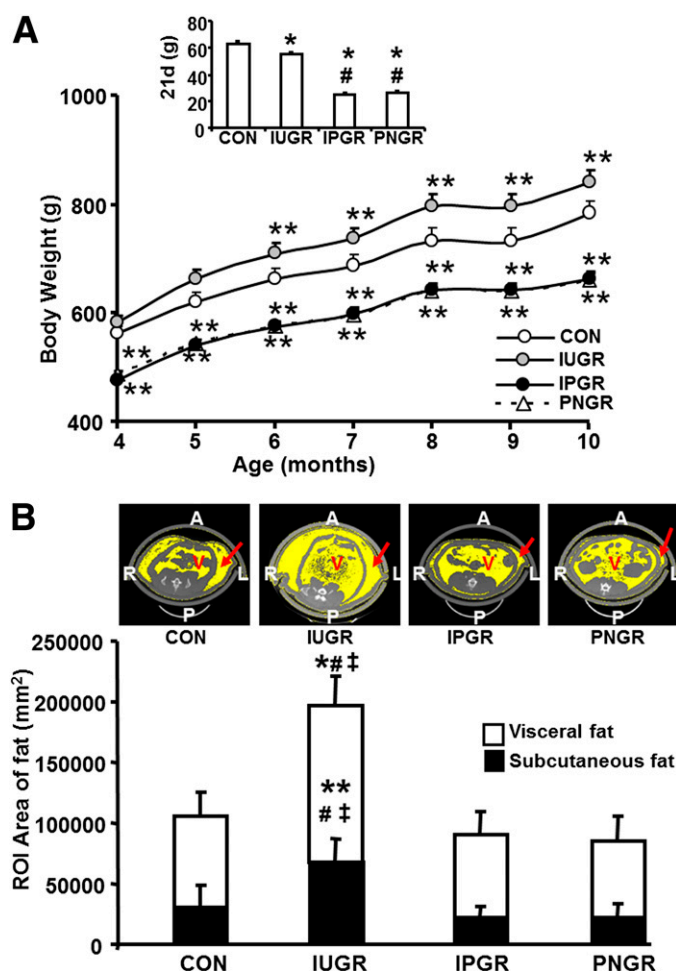 A
21d (g)
80
60
40
20
0
*
*
#
*
#
CON IUGR IPGR PNGR
Body Weight (g)
1000
800
600
400
** ** ** ** **
** ** ** ** ** ** **
** ** ** ** ** ** **
CON
IUGR
IPGR
PNGR
4 5 6 7 8 9 10
Age (months)
B
A R L P V
A R L P V
A R L P V
A R L P V
CON IUGR IPGR PNGR
ROI Area of fat (mm²)
250000
200000
150000
100000
50000
0
*#‡
**
#‡
Visceral fat
Subcutaneous fat
CON IUGR IPGR PNGR